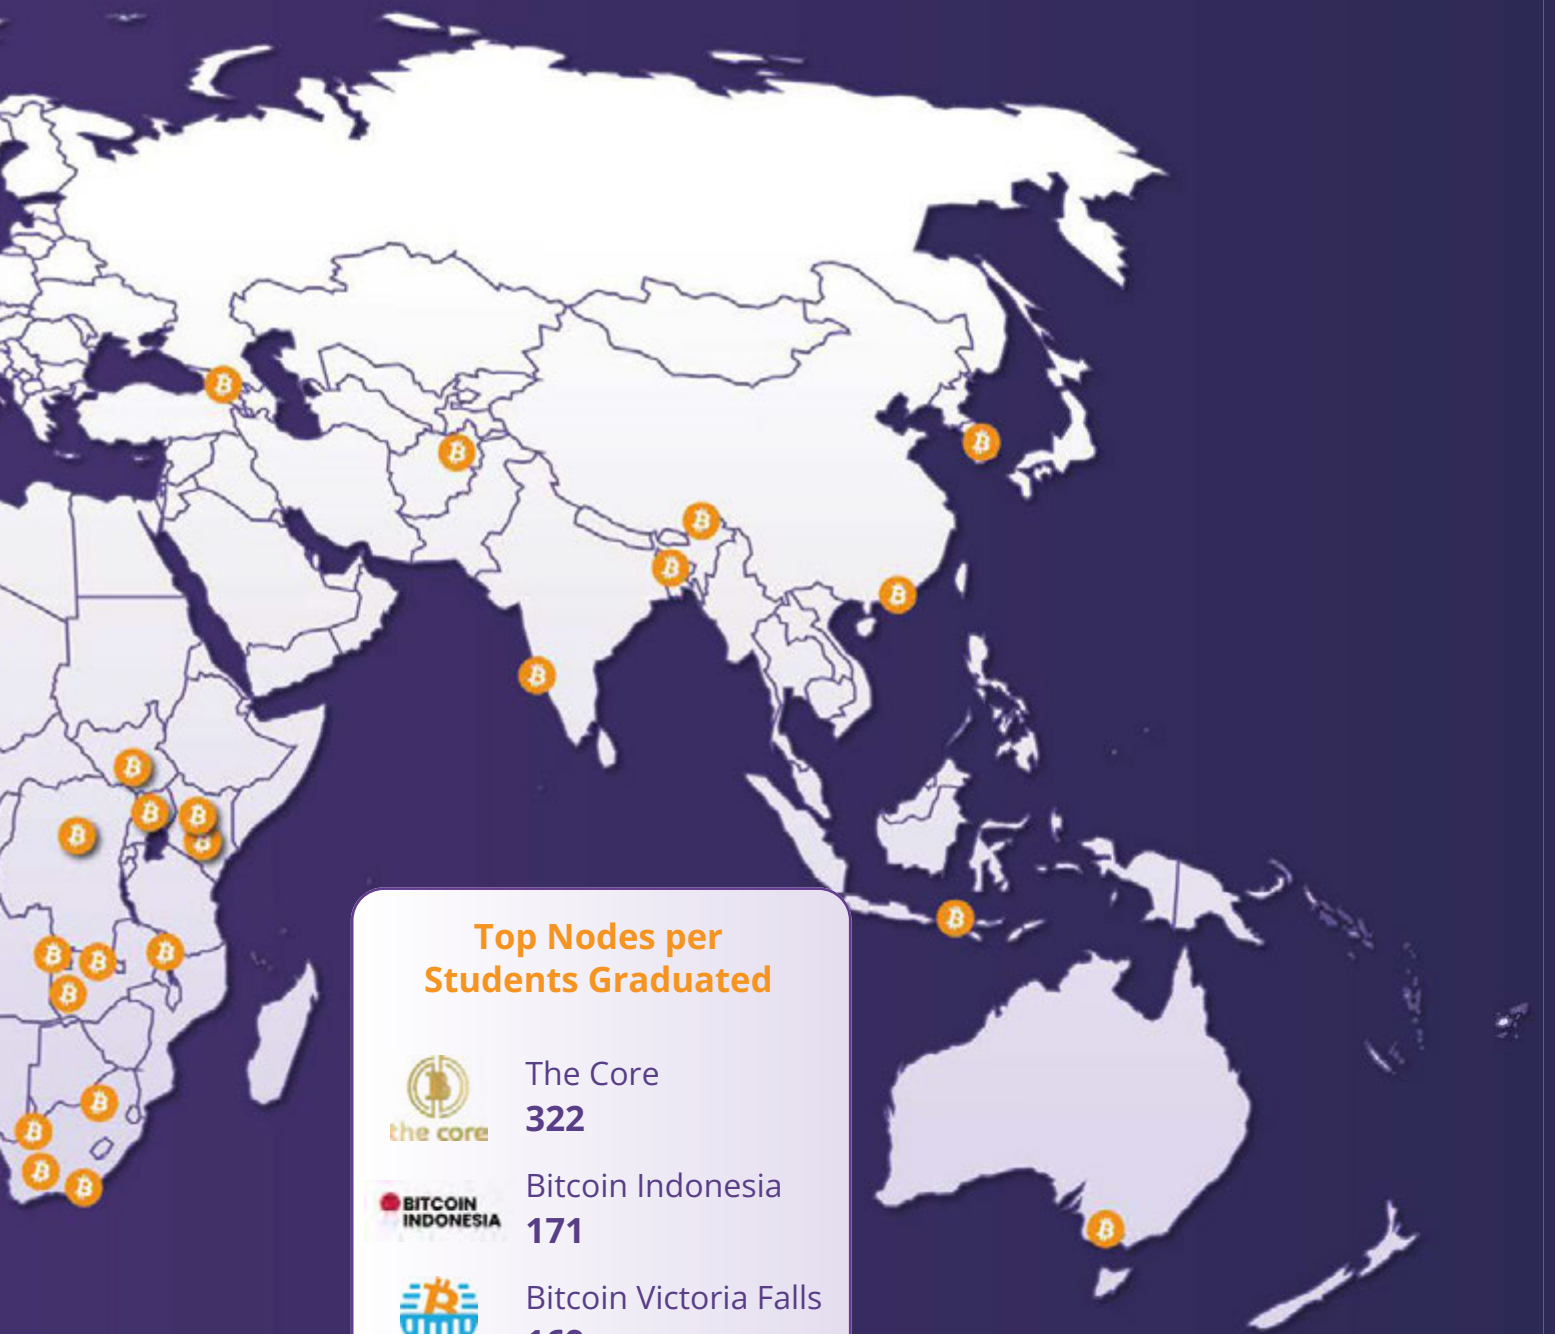 Top Nodes per
Students Graduated
The Core
322
the core
Bitcoin Indonesia
171
BITCOIN
INDONESIA
Bitcoin Victoria Falls